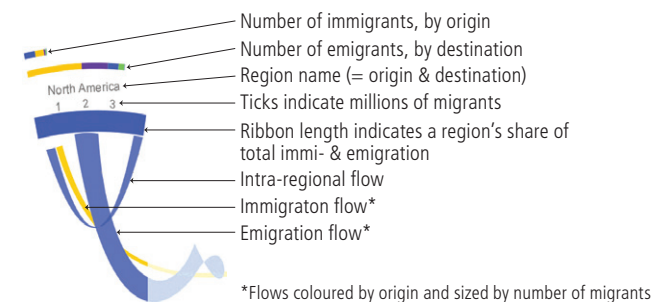 Number of immigrants, by origin
Number of emigrants, by destination
Region name (= origin & destination)
North America
Ticks indicate millions of migrants
1 2 3
Ribbon length indicates a region's share of
total immi- & emigration
Intra-regional flow
Immigraton flow*
Emigration flow*
*Flows coloured by origin and sized by number of migrants